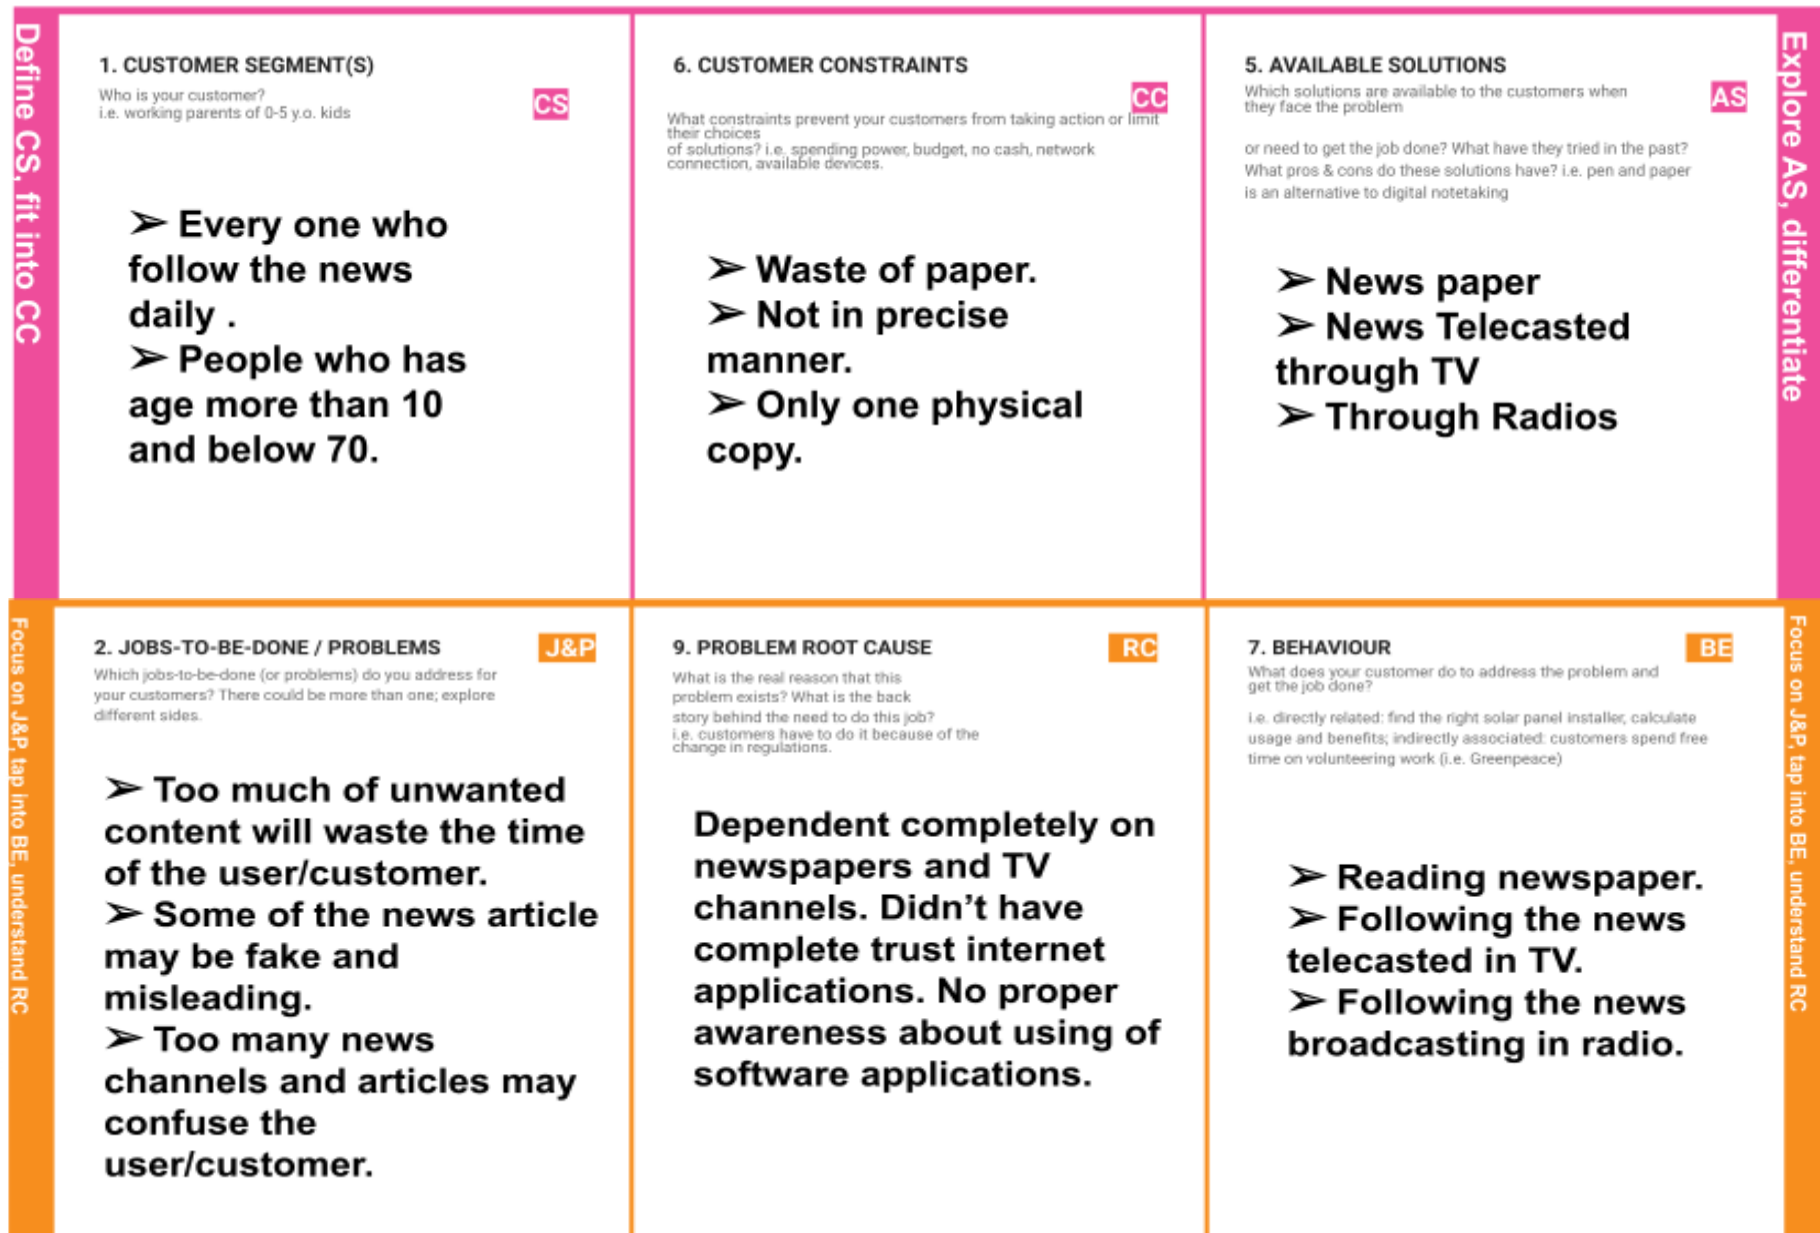 Define CS, fit into CC
1. CUSTOMER SEGMENT(S)
Who is your customer?
i.e. working parents of 0-5 y.o. kids
CS
➢ Every one who
follow the news
daily .
➢ People who has
age more than 10
and below 70.
6. CUSTOMER CONSTRAINTS
CC
What constraints prevent your customers from taking action or limit
their choices
of solutions? i.e. spending power, budget, no cash, network
connection, available devices.
➢ Waste of paper.
➢ Not in precise
manner.
➢ Only one physical
copy.
5. AVAILABLE SOLUTIONS
AS
Which solutions are available to the customers when
they face the problem
or need to get the job done? What have they tried in the past?
What pros & cons do these solutions have? i.e. pen and paper
is an alternative to digital notetaking
➢ News paper
➢ News Telecasted
through TV
➢ Through Radios
Explore AS, differentiate
Focus on J&P, tap into BE, understand RC
2. JOBS-TO-BE-DONE / PROBLEMS
J&P
Which jobs-to-be-done (or problems) do you address for
your customers? There could be more than one; explore
different sides.
➢ Too much of unwanted
content will waste the time
of the user/customer.
➢ Some of the news article
may be fake and
misleading.
➢ Too many news
channels and articles may
confuse the
user/customer.
9. PROBLEM ROOT CAUSE
RC
What is the real reason that this
problem exists? What is the back
story behind the need to do this job?
i.e. customers have to do it because of the
change in regulations.
Dependent completely on
newspapers and TV
channels. Didn’t have
complete trust internet
applications. No proper
awareness about using of
software applications.
7. BEHAVIOUR
BE
What does your customer do to address the problem and
get the job done?
i.e. directly related: find the right solar panel installer, calculate
usage and benefits; indirectly associated: customers spend free
time on volunteering work (i.e. Greenpeace)
➢ Reading newspaper.
➢ Following the news
telecasted in TV.
➢ Following the news
broadcasting in radio.
Focus on J&P, tap into BE, understand RC